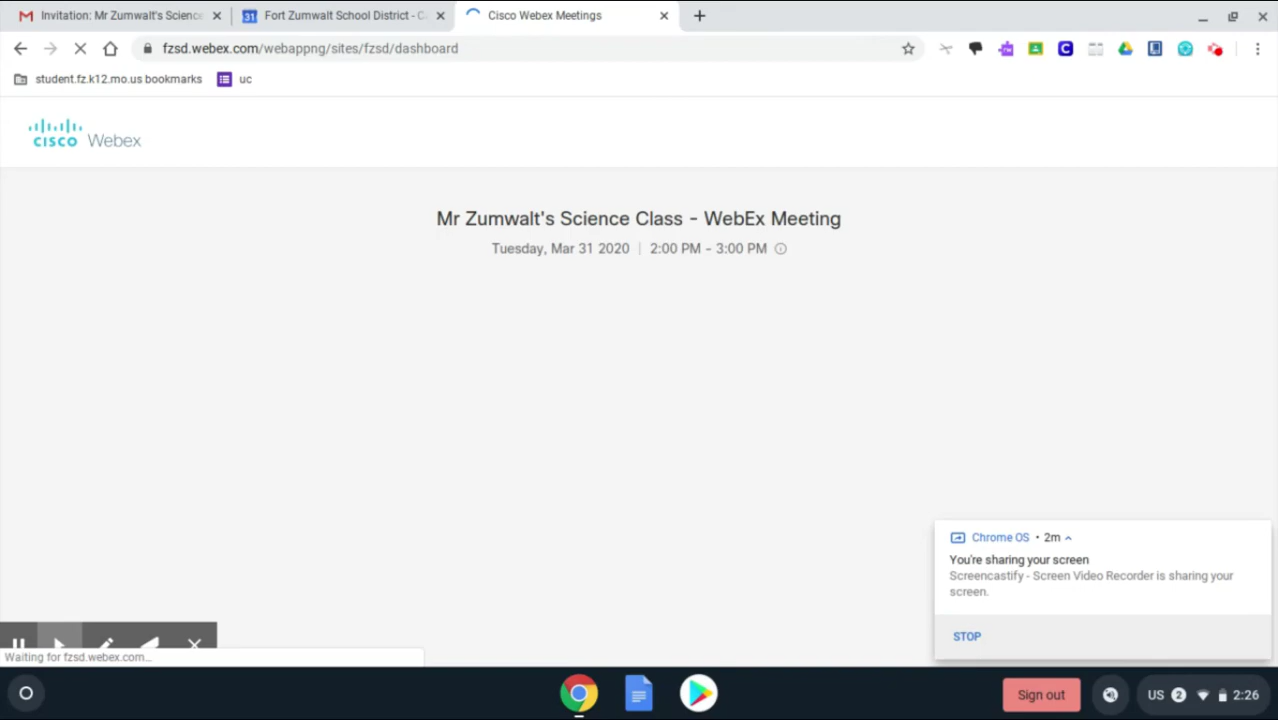 Invitation: Mr Zumwalt's Science
Fort Zumwalt School District - C
Cisco Webex Meetings
fzsd.webex.com/webappng/sites/fzsd/dashboard
student.fz.k12.mo.us bookmarks
uc
cisco Webex
Mr Zumwalt's Science Class - WebEx Meeting
Tuesday, Mar 31 2020 | 2:00 PM - 3:00 PM
Chrome OS • 2m
You're sharing your screen
Screencastify - Screen Video Recorder is sharing your
screen.
STOP
Waiting for fzsd.webex.com...
Sign out
US 2 2:26